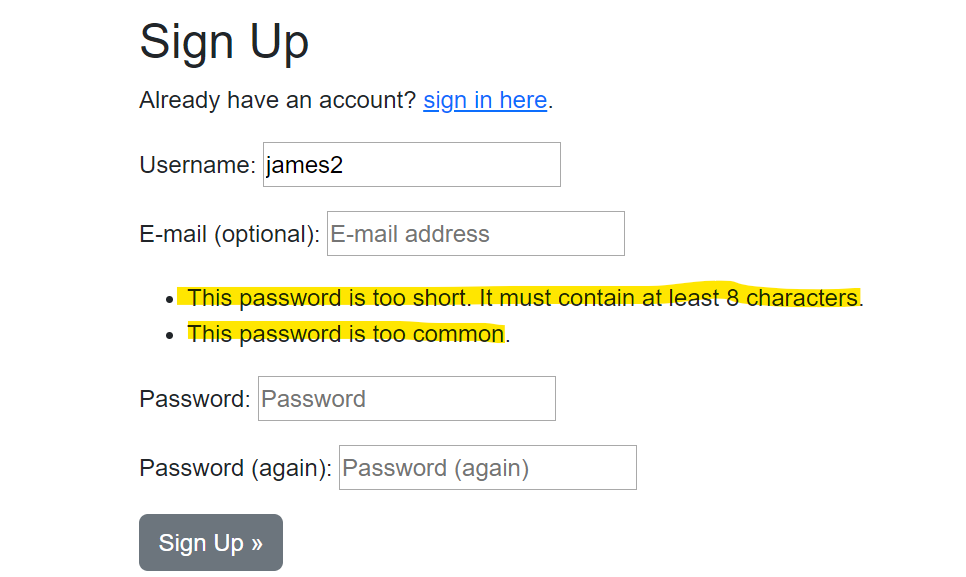 Sign Up
Already have an account? sign in here.
Username: james2
E-mail (optional): E-mail address
• This password is too short. It must contain at least 8 characters.
• This password is too common.
Password: Password
Password (again): Password (again)
Sign Up »